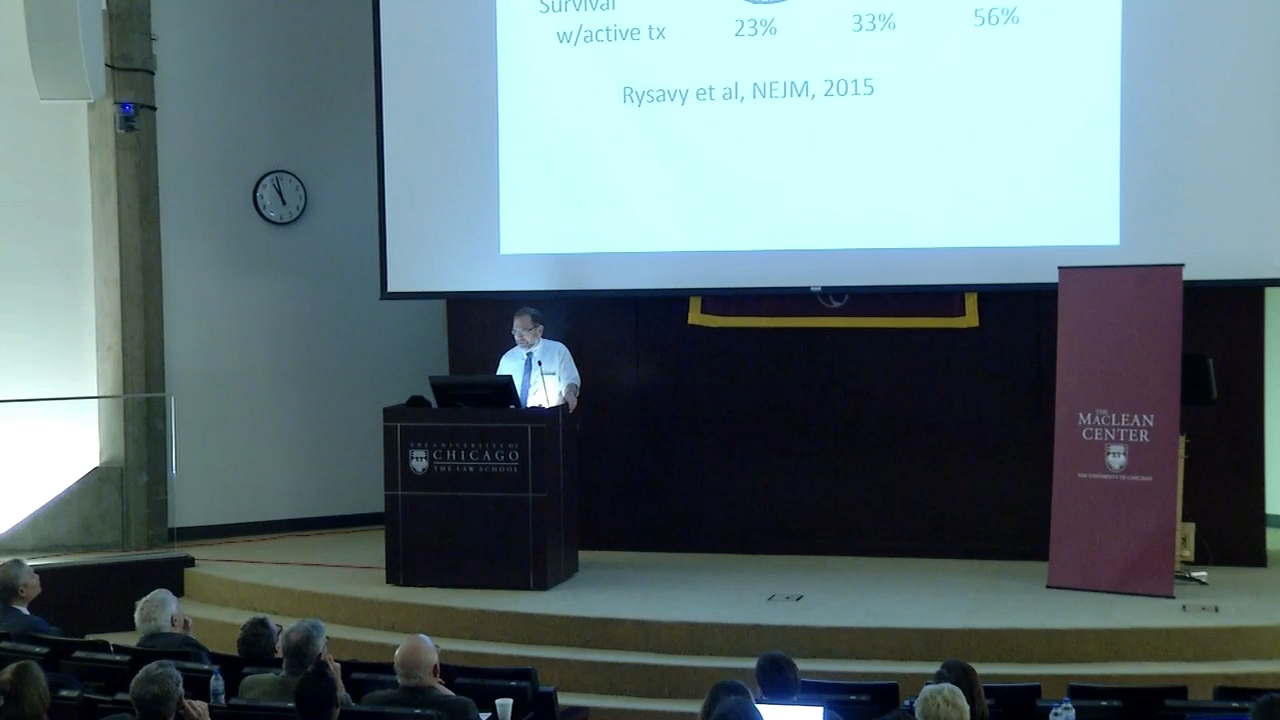 Survival
w/active tx 23% 33% 56%
Rysavy et al, NEJM, 2015
THE UNIVERSITY OF
CHICAGO
THE LAW SCHOOL
THE
MACLEAN
CENTER
THE UNIVERSITY OF CHICAGO